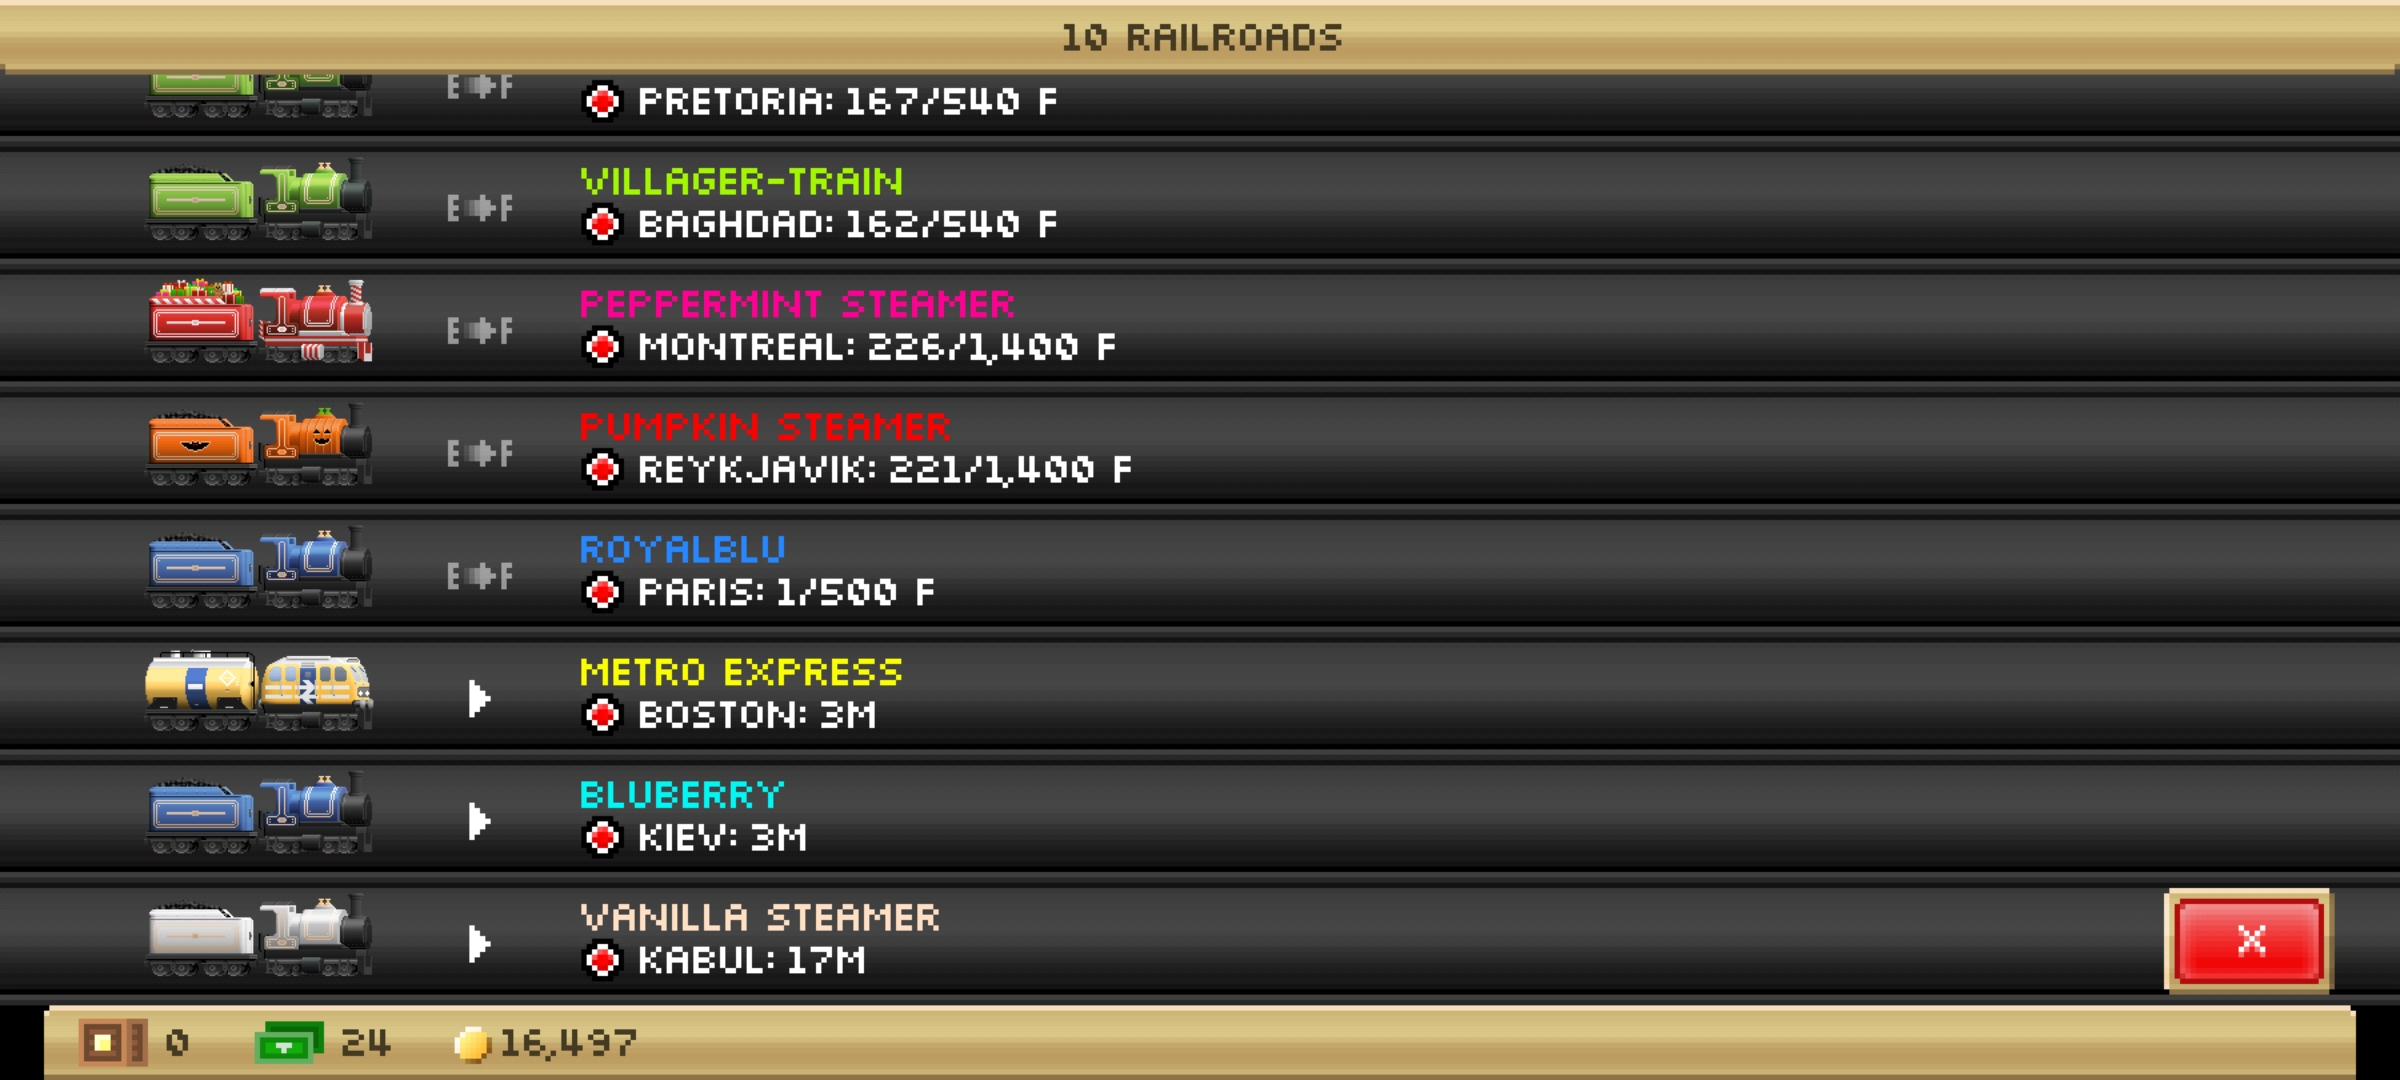 10 RAILROADS
E F PRETORIA: 167/540 F
VILLAGER-TRAIN
E F BAGHDAD: 162/540 F
PEPPERMINT STEAMER
E F MONTREAL: 226/1,400 F
PUMPKIN STEAMER
E F REYKJAVIK: 221/1,400 F
ROYALBLU
E F PARIS: 1/500 F
METRO EXPRESS
BOSTON: 3M
BLUBERRY
KIEV: 3M
VANILLA STEAMER
KABUL: 17M
X
0 24 16,497